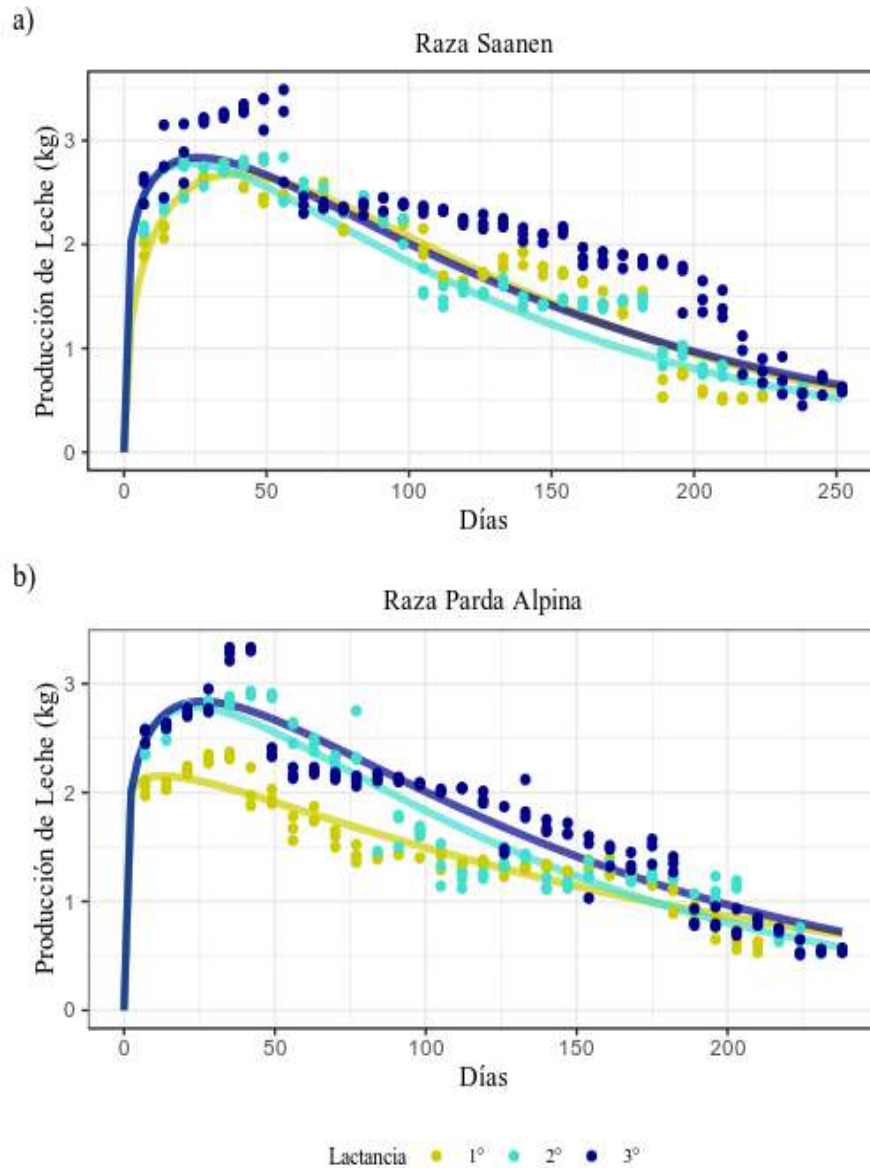 a)
Raza Saanen
Producción de Leche (kg)
3
2
1
0
0 50 100 150 200 250
Días
b)
Raza Parda Alpina
Producción de Leche (kg)
3
2
1
0
0 50 100 150 200
Días
Lactancia 1° 2° 3°